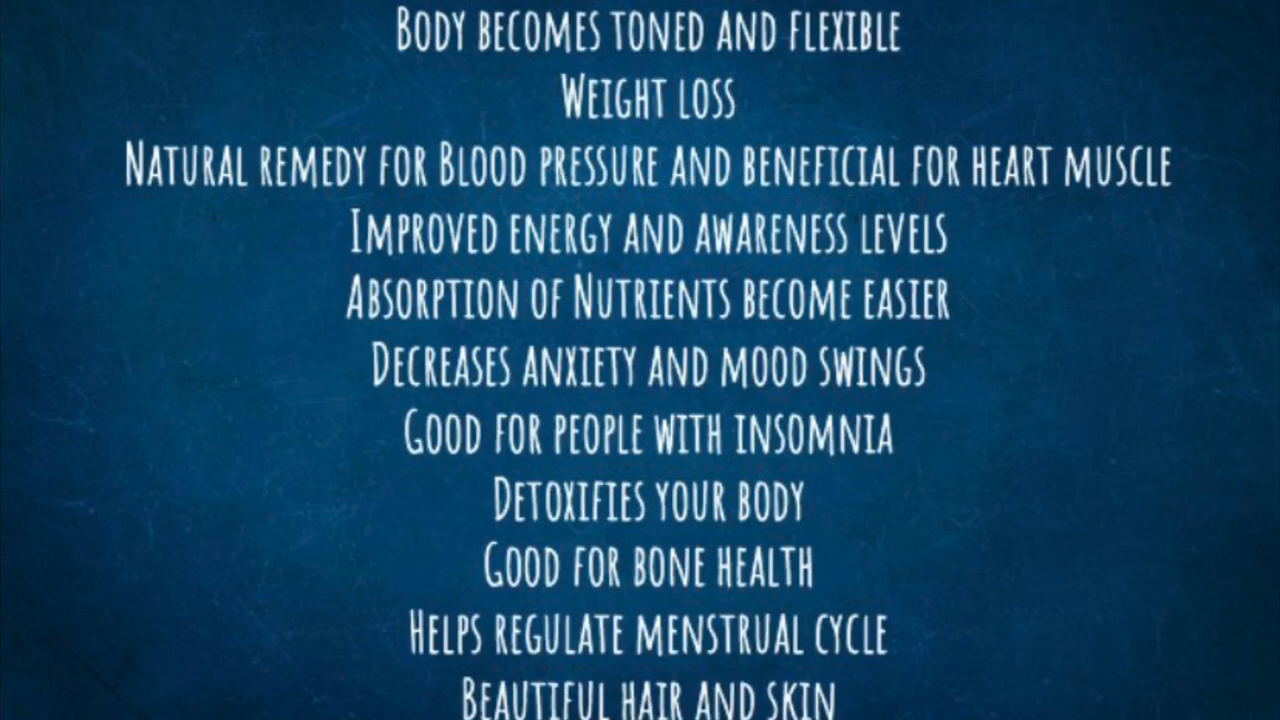 Body becomes toned and flexible
Weight loss
Natural remedy for Blood pressure and beneficial for heart muscle
Improved energy and awareness levels
Absorption of Nutrients become easier
Decreases anxiety and mood swings
Good for people with insomnia
Detoxifies your body
Good for bone health
Helps regulate menstrual cycle
Beautiful hair and skin